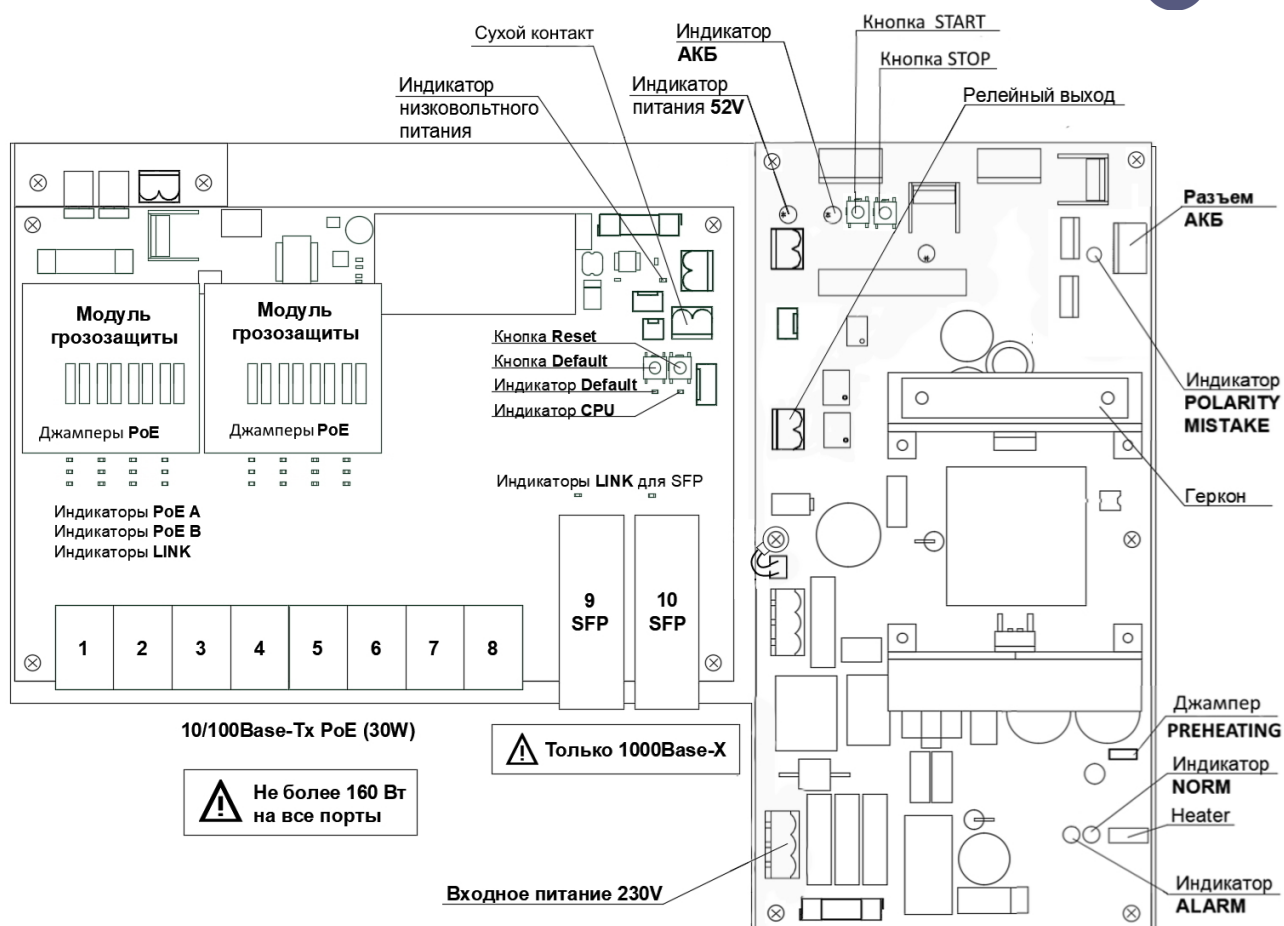 Кнопка START
Сухой контакт
Индикатор
АКБ
Кнопка STOP
Индикатор
низковольтного
питания
Индикатор
питания 52V
Релейный выход
Разъем
АКБ
Модуль
грозозащиты
Модуль
грозозащиты
Кнопка Reset
Кнопка Default
Индикатор Default
Индикатор CPU
Индикатор
POLARITY
MISTAKE
Джамперы PoE
Джамперы PoE
Индикаторы LINK для SFP
Геркон
Индикаторы PoE A
Индикаторы PoE B
Индикаторы LINK
9
SFP
10
SFP
1
2
3
4
5
6
7
8
10/100Base-Tx PoE (30W)
Только 1000Base-X
Не более 160 Вт
на все порты
Джампер
PREHEATING
Индикатор
NORM
Heater
Входное питание 230V
Индикатор
ALARM